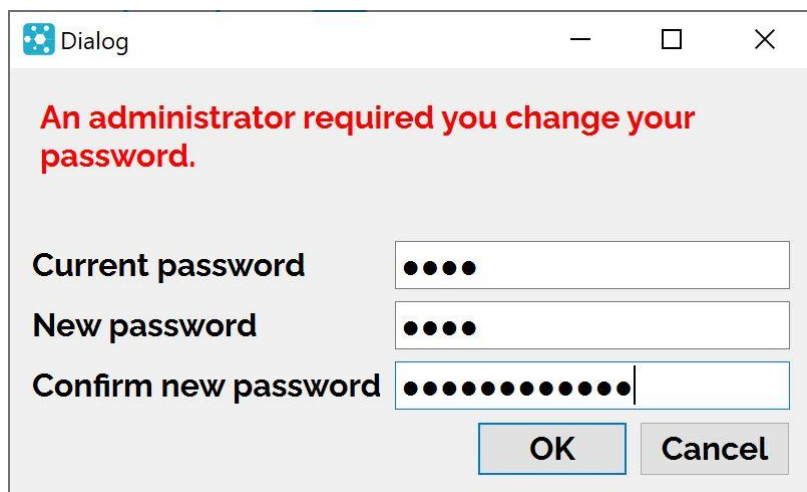 Dialog
An administrator required you change your
password.
Current password ●●●●
New password ●●●●
Confirm new password ●●●●●●●●●●●●
OK Cancel